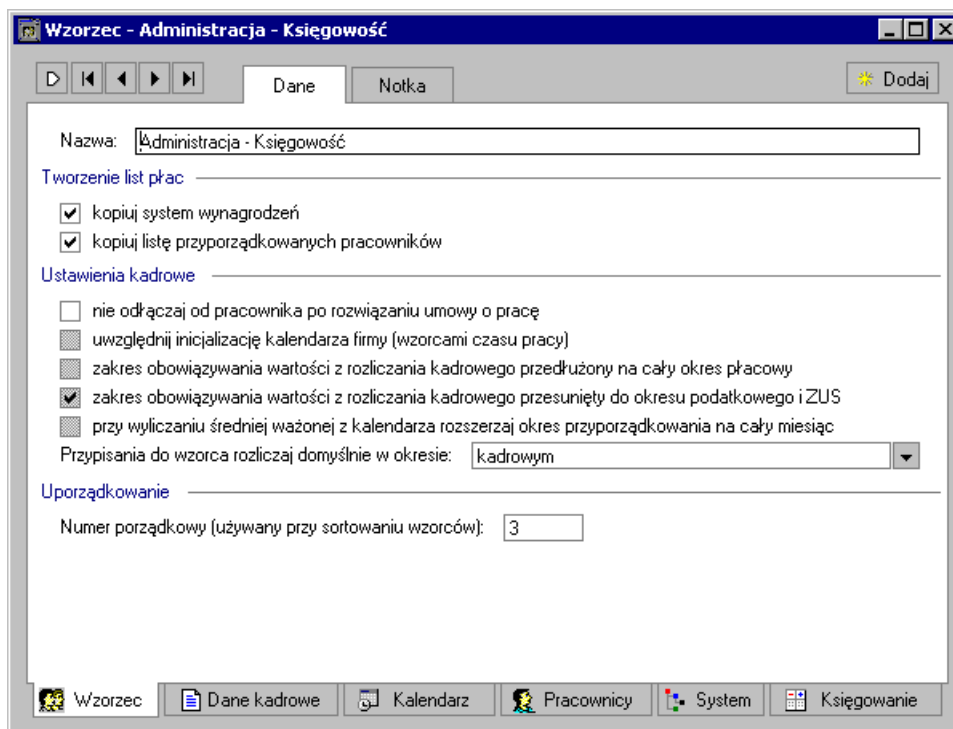 Wzorzec - Administracja - Księgowość
Dane Notka Dodaj
Nazwa: Administracja - Księgowość
Tworzenie list płac
kopiuj system wynagrodzeń
kopiuj listę przyporządkowanych pracowników
Ustawienia kadrowe
nie odłączaj od pracownika po rozwiązaniu umowy o pracę
uwzględnij inicjalizację kalendarza firmy (wzorcami czasu pracy)
zakres obowiązywania wartości z rozliczania kadrowego przedłużony na cały okres płacowy
zakres obowiązywania wartości z rozliczania kadrowego przesunięty do okresu podatkowego i ZUS
przy wyliczaniu średniej ważonej z kalendarza rozszerzaj okres przyporządkowania na cały miesiąc
Przypisania do wzorca rozliczaj domyślnie w okresie: kadrowym
Uporządkowanie
Numer porządkowy (używany przy sortowaniu wzorców): 3
Wzorzec Dane kadrowe Kalendarz Pracownicy System Księgowanie